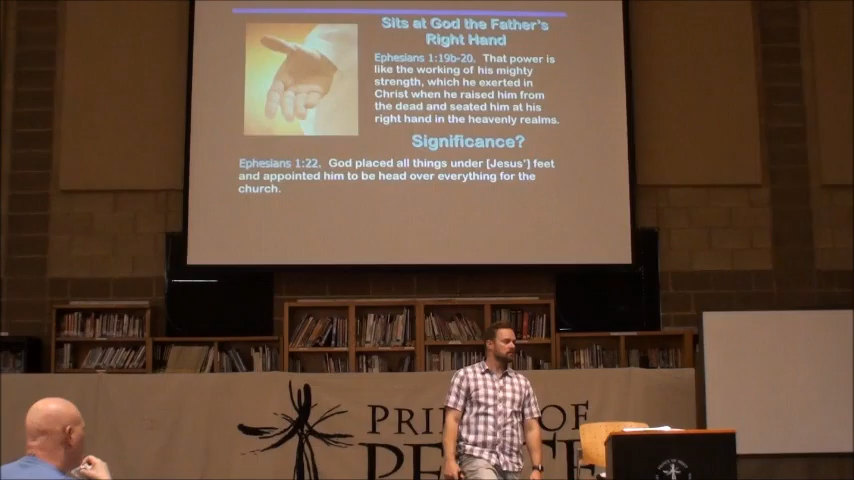 Sits at God the Father's
Right Hand
Ephesians 1:19b-20. That power is
like the working of his mighty
strength, which he exerted in
Christ when he raised him from
the dead and seated him at his
right hand in the heavenly realms.
Significance?
Ephesians 1:22. God placed all things under [Jesus'] feet
and appointed him to be head over everything for the
church.
OF